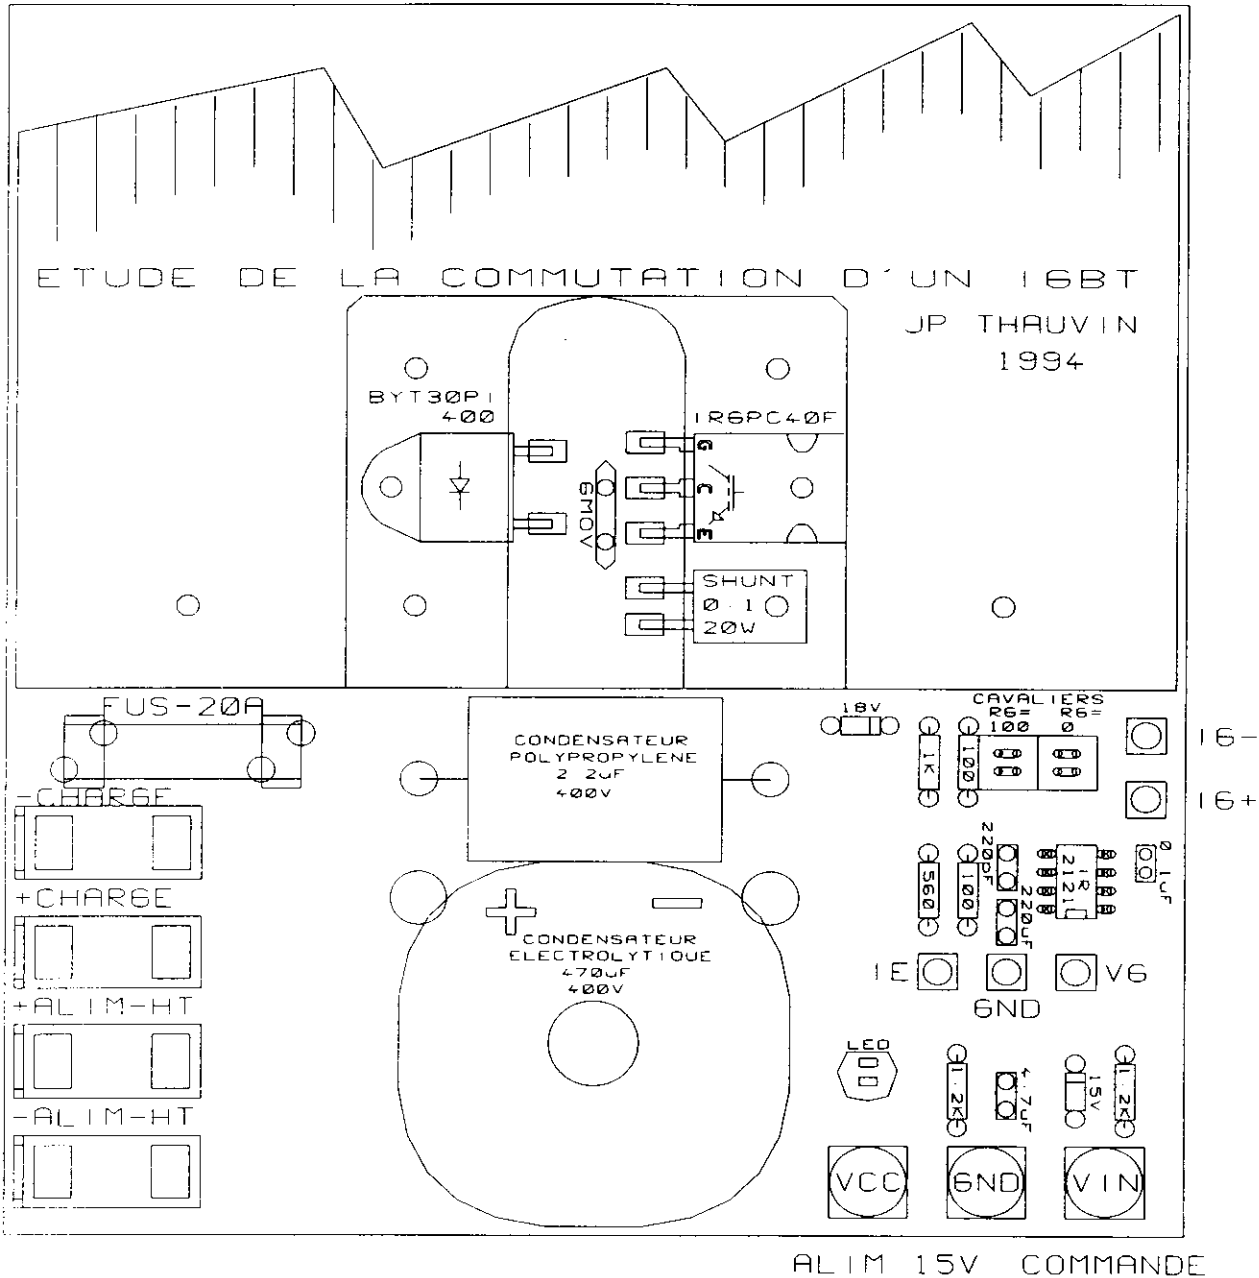 ETUDE DE LA COMMUTATION D'UN IGBT
JP THAUVIN
1994
BYT30PI
400
IRGPC40F
G
C
E
GMOV
SHUNT
0.1
20W
FUS-20A
CONDENSATEUR
POLYPROPYLENE
2.2uF
400V
18V
CAVALIERS
RG= RG=
100 0
1K
100
IG-
IG+
-CHARGE
+CHARGE
+ALIM-HT
-ALIM-HT
CONDENSATEUR
ELECTROLYTIQUE
470uF
400V
560
100
220pF
220uF
IR
2121
0.1uF
IE
GND
VG
LED
1.2K
4.7uF
15V
1.2K
VCC
GND
VIN
ALIM 15V COMMANDE